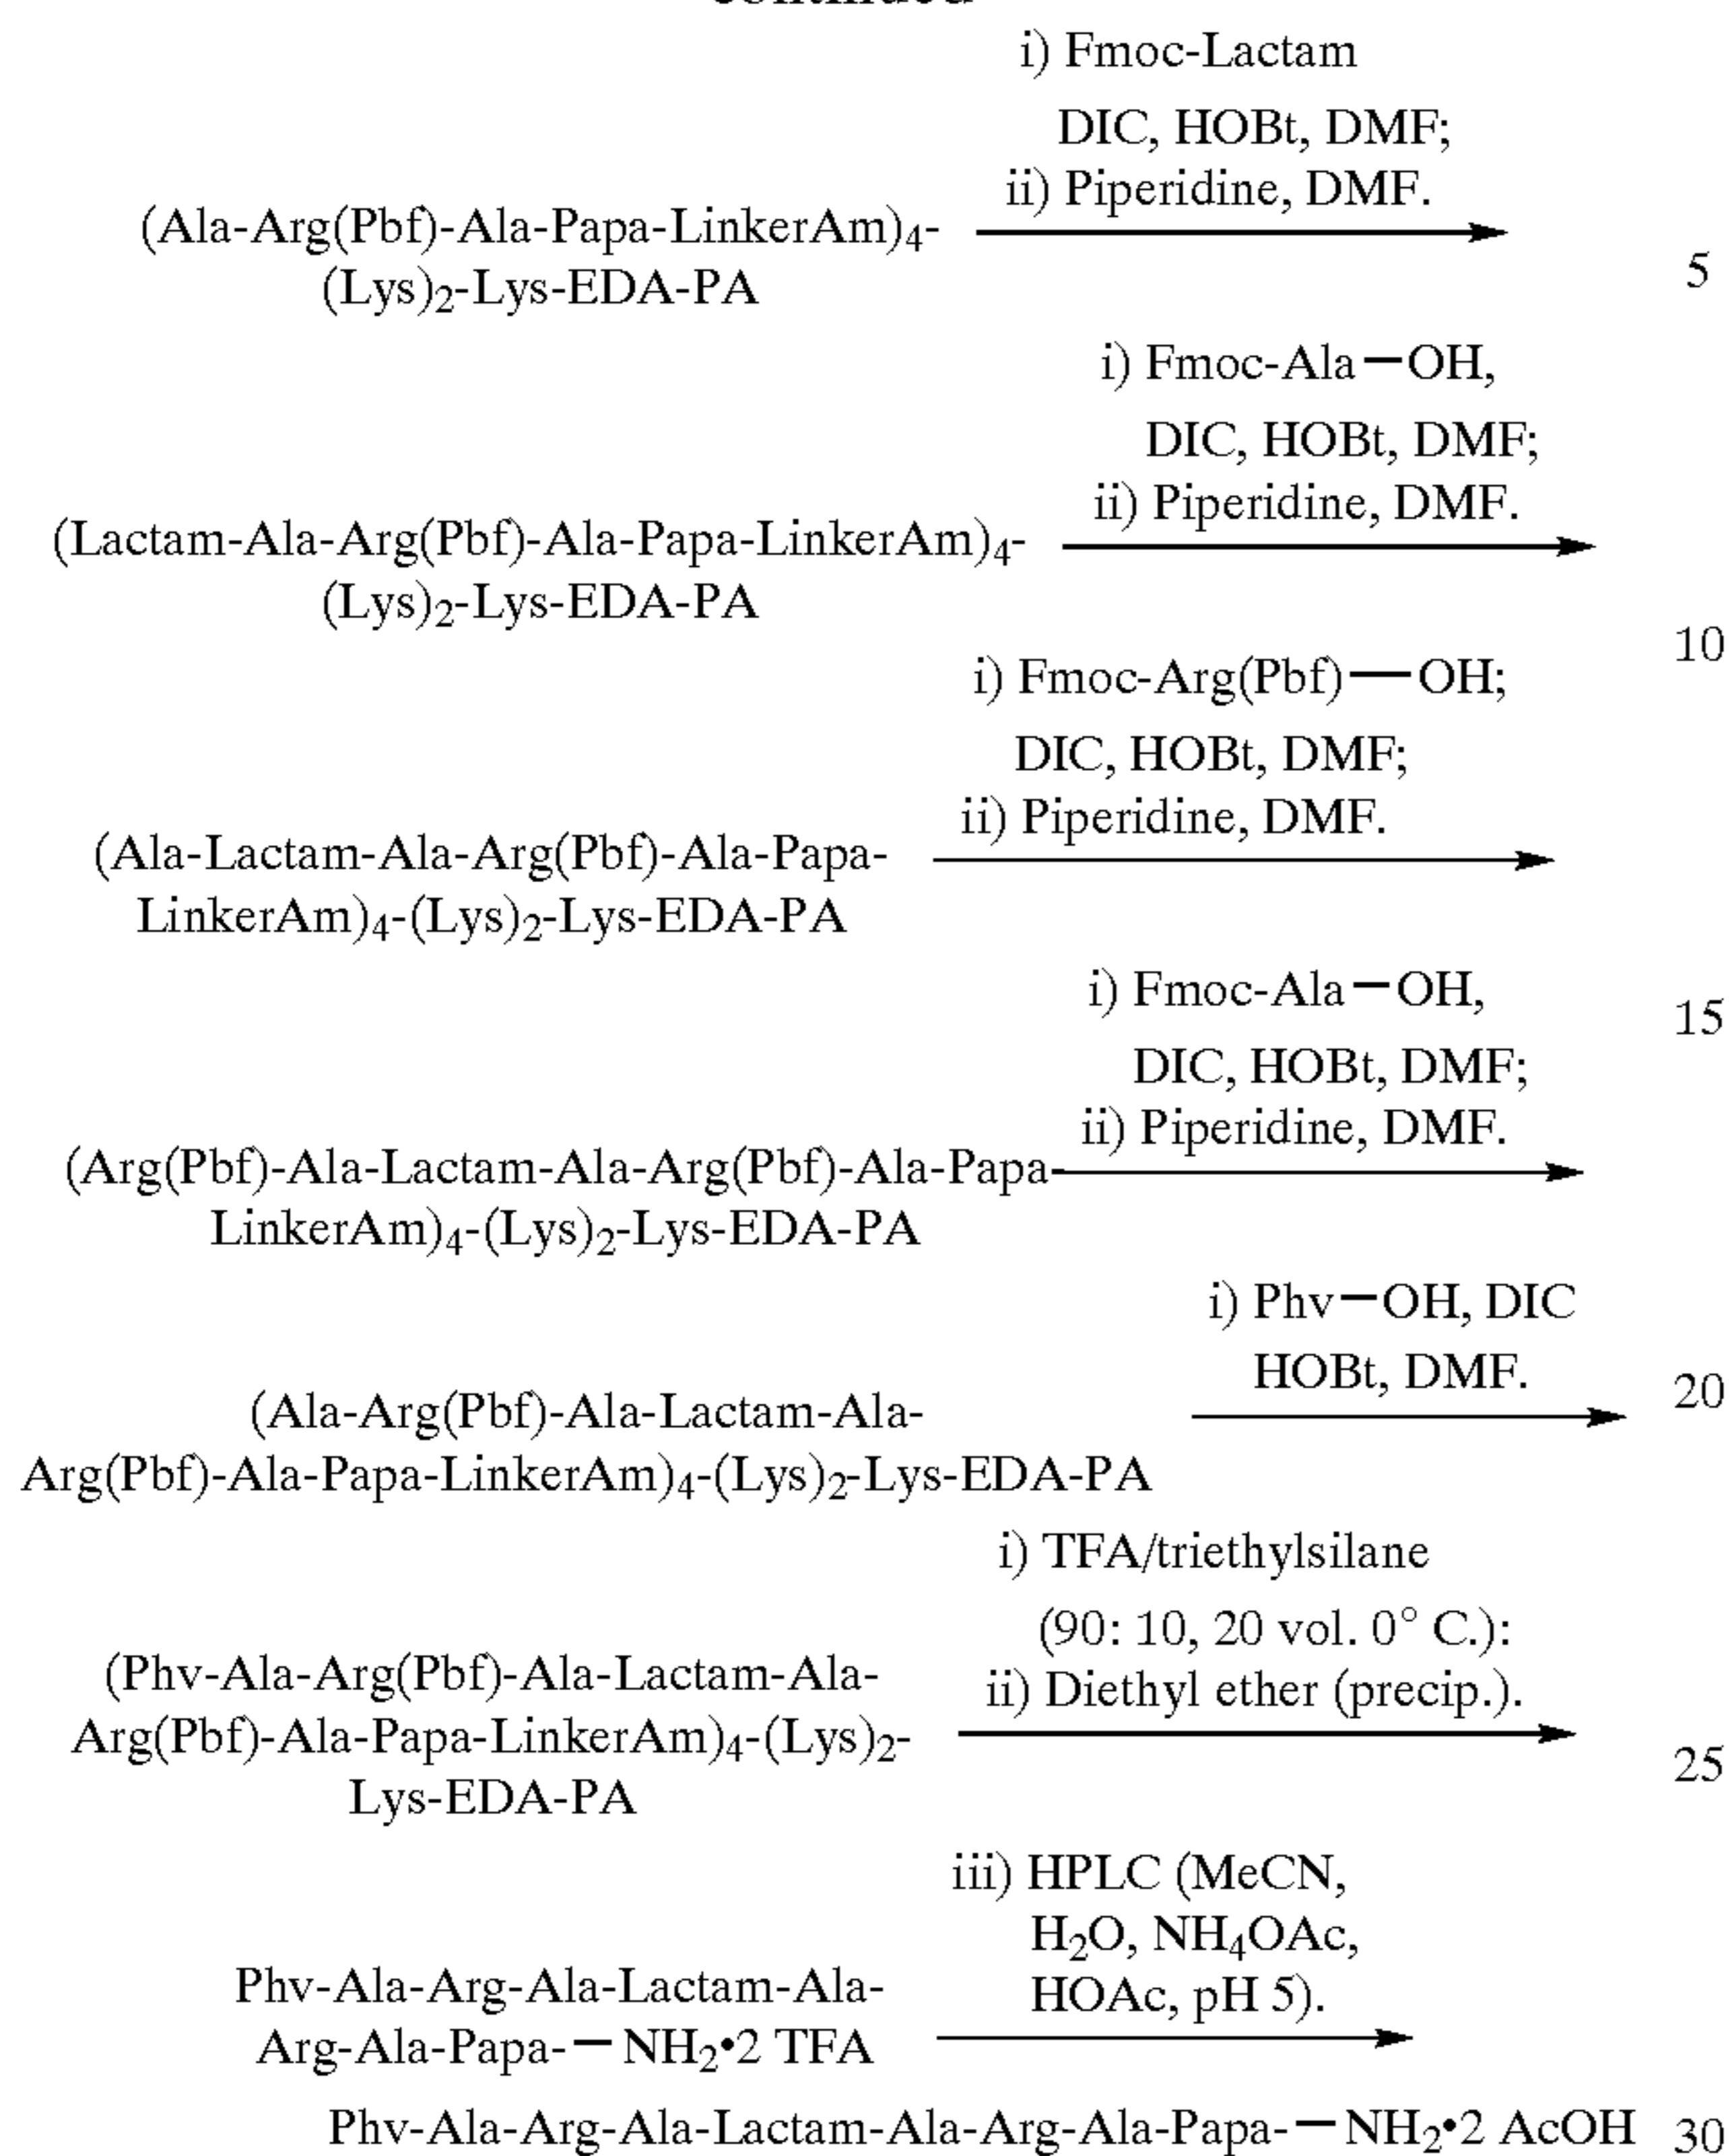 -continued
i) Fmoc-Lactam
DIC, HOBt, DMF;
ii) Piperidine, DMF.
(Ala-Arg(Pbf)-Ala-Papa-LinkerAm)4-
(Lys)2-Lys-EDA-PA
5
i) Fmoc-Ala—OH,
DIC, HOBt, DMF;
ii) Piperidine, DMF.
(Lactam-Ala-Arg(Pbf)-Ala-Papa-LinkerAm)4-
(Lys)2-Lys-EDA-PA
10
i) Fmoc-Arg(Pbf)—OH;
DIC, HOBt, DMF;
ii) Piperidine, DMF.
(Ala-Lactam-Ala-Arg(Pbf)-Ala-Papa-
LinkerAm)4-(Lys)2-Lys-EDA-PA
i) Fmoc-Ala—OH,
15
DIC, HOBt, DMF;
ii) Piperidine, DMF.
(Arg(Pbf)-Ala-Lactam-Ala-Arg(Pbf)-Ala-Papa-
LinkerAm)4-(Lys)2-Lys-EDA-PA
i) Phv—OH, DIC
HOBt, DMF.
20
(Ala-Arg(Pbf)-Ala-Lactam-Ala-
Arg(Pbf)-Ala-Papa-LinkerAm)4-(Lys)2-Lys-EDA-PA
i) TFA/triethylsilane
(90: 10, 20 vol. 0° C.):
ii) Diethyl ether (precip.).
(Phv-Ala-Arg(Pbf)-Ala-Lactam-Ala-
Arg(Pbf)-Ala-Papa-LinkerAm)4-(Lys)2-
Lys-EDA-PA
25
iii) HPLC (MeCN,
H2O, NH4OAc,
HOAc, pH 5).
Phv-Ala-Arg-Ala-Lactam-Ala-
Arg-Ala-Papa-—NH2•2 TFA
Phv-Ala-Arg-Ala-Lactam-Ala-Arg-Ala-Papa-—NH2•2 AcOH 30